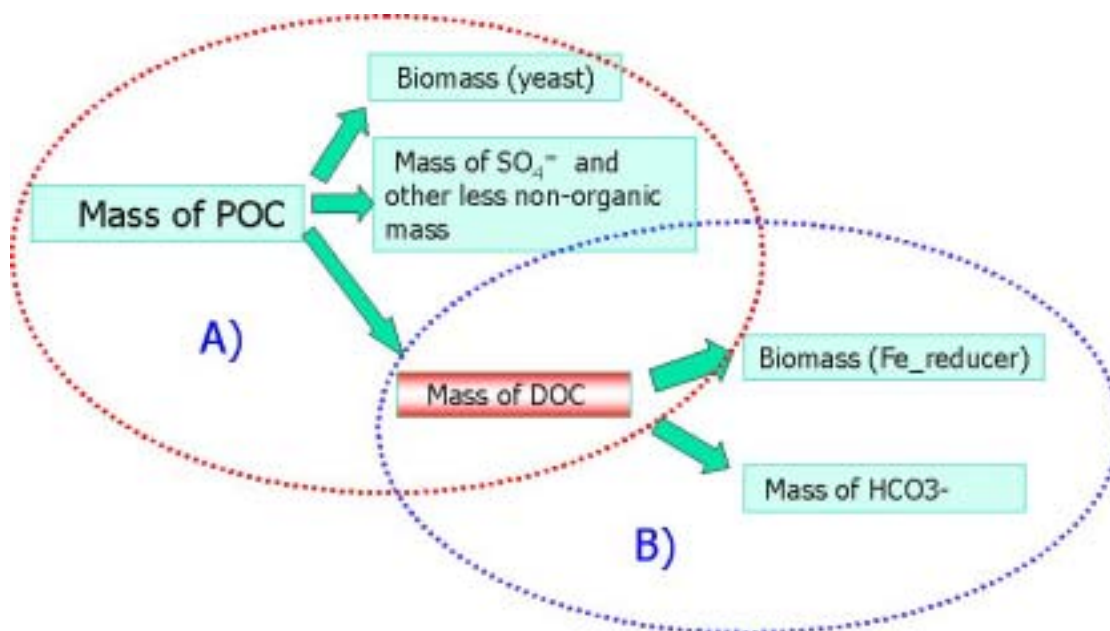 Biomass (yeast)
Mass of SO₄⁼ and
other less non-organic
mass
Mass of POC
A)
Mass of DOC
Biomass (Fe_reducer)
Mass of HCO3-
B)